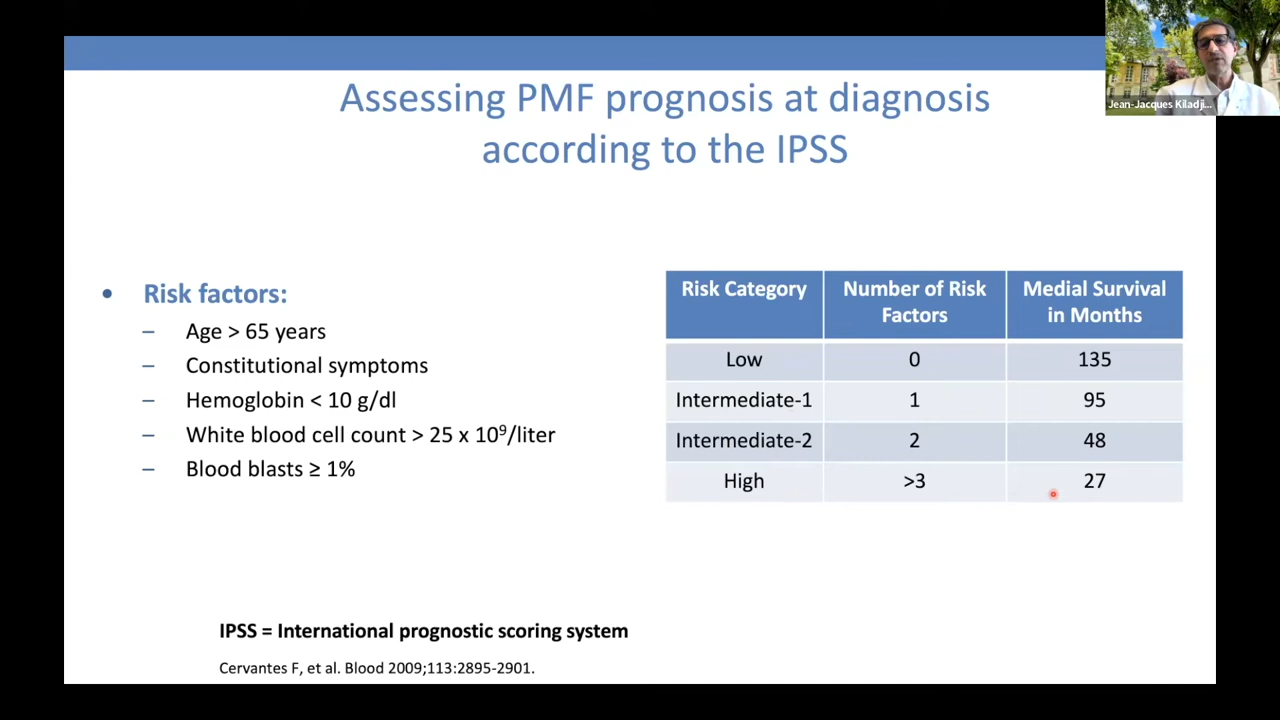 Assessing PMF prognosis at diagnosis
according to the IPSS
Jean-Jacques Kiladji...
• Risk factors:
– Age > 65 years
– Constitutional symptoms
– Hemoglobin < 10 g/dl
– White blood cell count > 25 x 10⁹/liter
– Blood blasts ≥ 1%
Risk Category Number of Risk Factors Medial Survival in Months
Low 0 135
Intermediate-1 1 95
Intermediate-2 2 48
High >3 27
IPSS = International prognostic scoring system
Cervantes F, et al. Blood 2009;113:2895-2901.